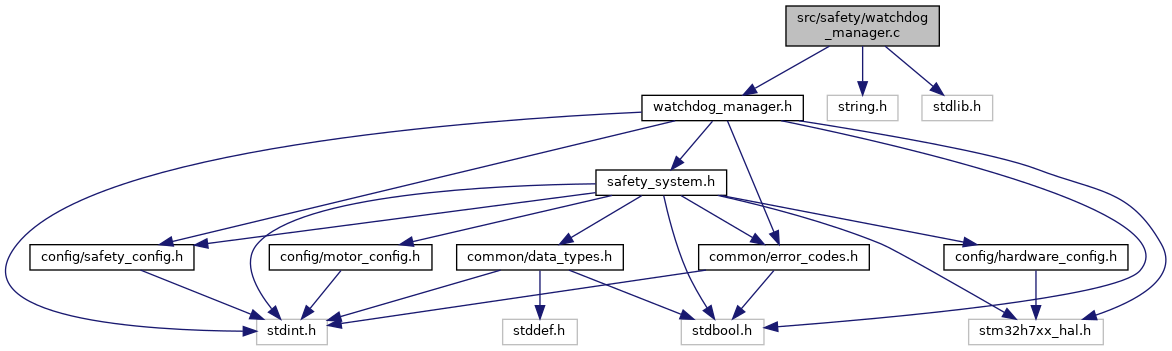 src/safety/watchdog
_manager.c
watchdog_manager.h
string.h
stdlib.h
safety_system.h
config/safety_config.h
config/motor_config.h
common/data_types.h
common/error_codes.h
config/hardware_config.h
stdint.h
stddef.h
stdbool.h
stm32h7xx_hal.h